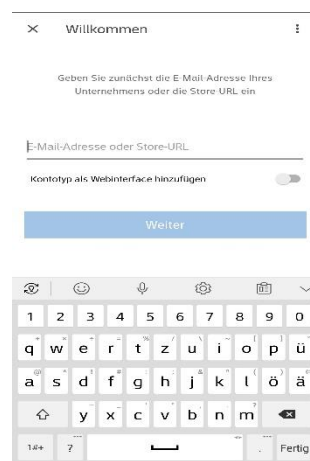 Willkommen
Geben Sie zunächst die E-Mail-Adresse Ihres
Unternehmens oder die Store-URL ein
E-Mail-Adresse oder Store-URL
Kontotyp als Webinterface hinzufügen
Weiter
1 2 3 4 5 6 7 8 9 0
q w e r t z u i o p ü
a s d f g h j k l ö ä
y x c v b n m
1#+ ? . Fertig